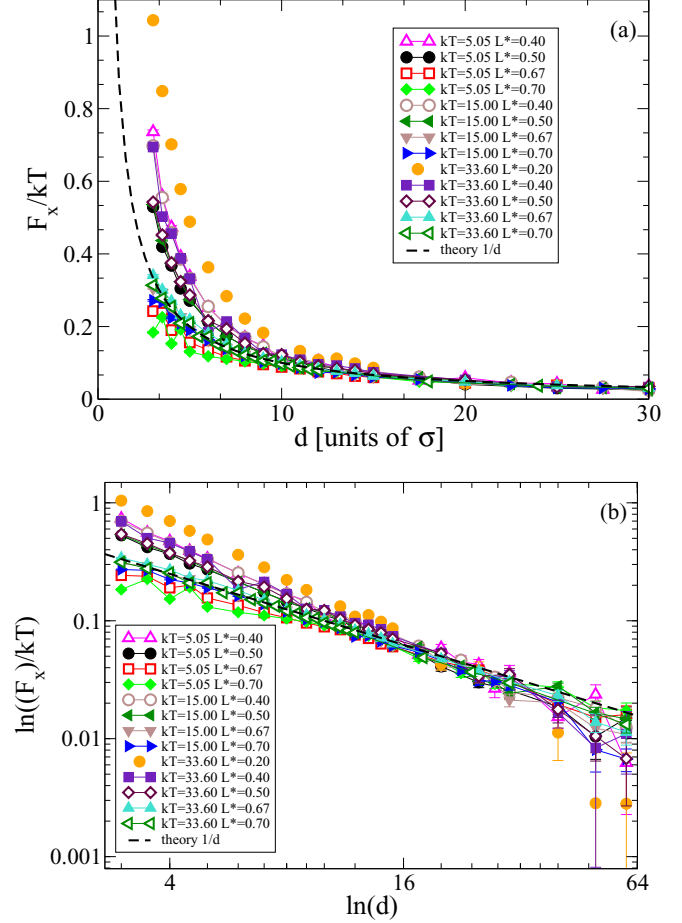 (a)
1
0.8
0.6
0.4
0.2
0
F_x/kT
kT=5.05 L*=0.40
kT=5.05 L*=0.50
kT=5.05 L*=0.67
kT=5.05 L*=0.70
kT=15.00 L*=0.40
kT=15.00 L*=0.50
kT=15.00 L*=0.67
kT=15.00 L*=0.70
kT=33.60 L*=0.20
kT=33.60 L*=0.40
kT=33.60 L*=0.50
kT=33.60 L*=0.67
kT=33.60 L*=0.70
theory 1/d
0 10 20 30
d [units of σ]
(b)
1
0.1
0.01
0.001
ln((F_x)/kT)
kT=5.05 L*=0.40
kT=5.05 L*=0.50
kT=5.05 L*=0.67
kT=5.05 L*=0.70
kT=15.00 L*=0.40
kT=15.00 L*=0.50
kT=15.00 L*=0.67
kT=15.00 L*=0.70
kT=33.60 L*=0.20
kT=33.60 L*=0.40
kT=33.60 L*=0.50
kT=33.60 L*=0.67
kT=33.60 L*=0.70
theory 1/d
4 16 64
ln(d)